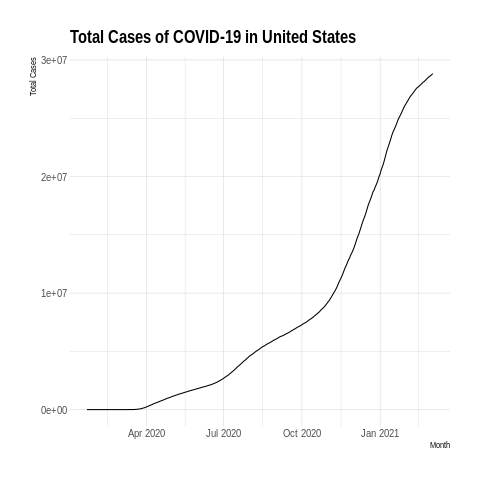 Total Cases of COVID-19 in United States
Total Cases
3e+07
2e+07
1e+07
0e+00
Apr 2020
Jul 2020
Oct 2020
Jan 2021
Month